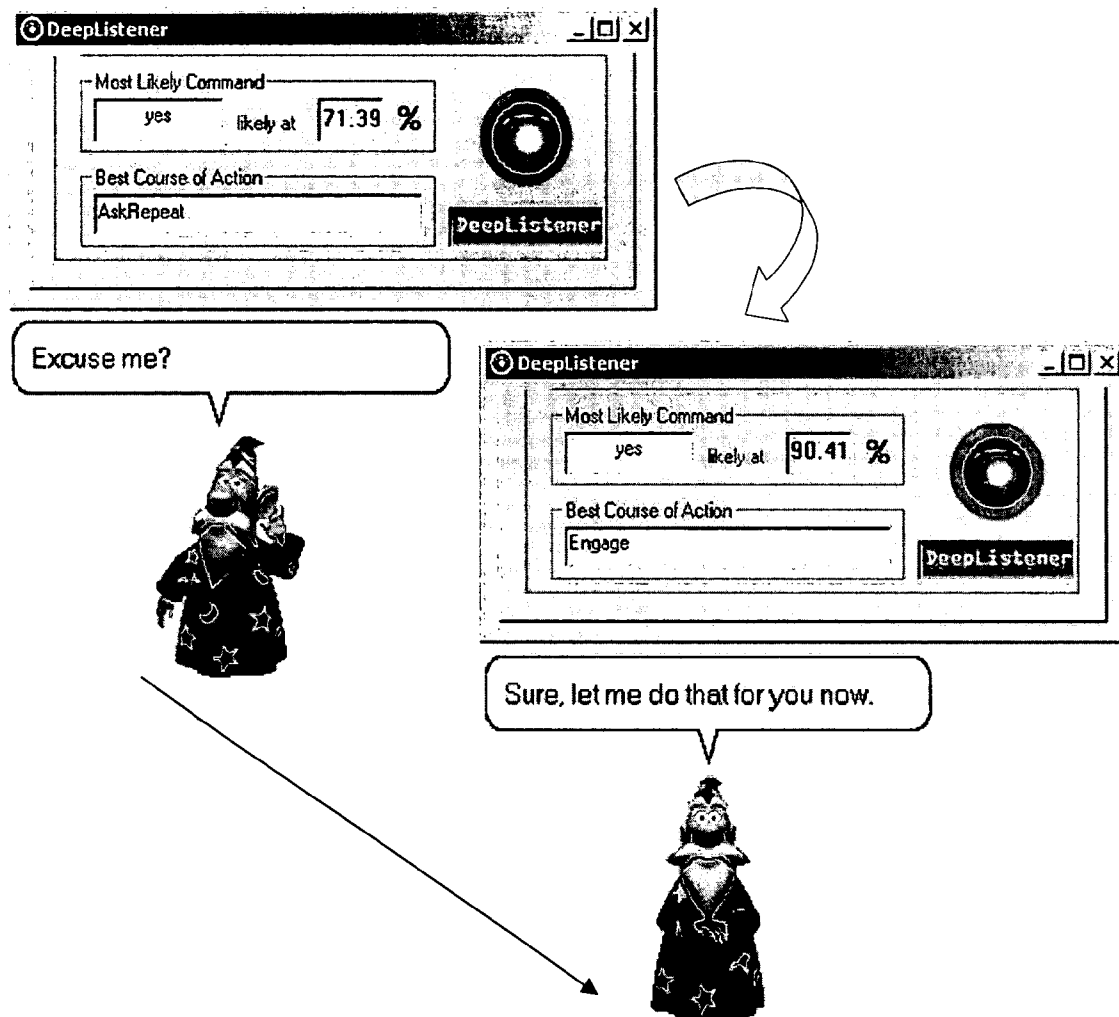 DeepListener
Most Likely Command
yes likely at 71.39 %
Best Course of Action
AskRepeat
DeepListener
Excuse me?
DeepListener
Most Likely Command
yes likely at 90.41 %
Best Course of Action
Engage
DeepListener
Sure, let me do that for you now.